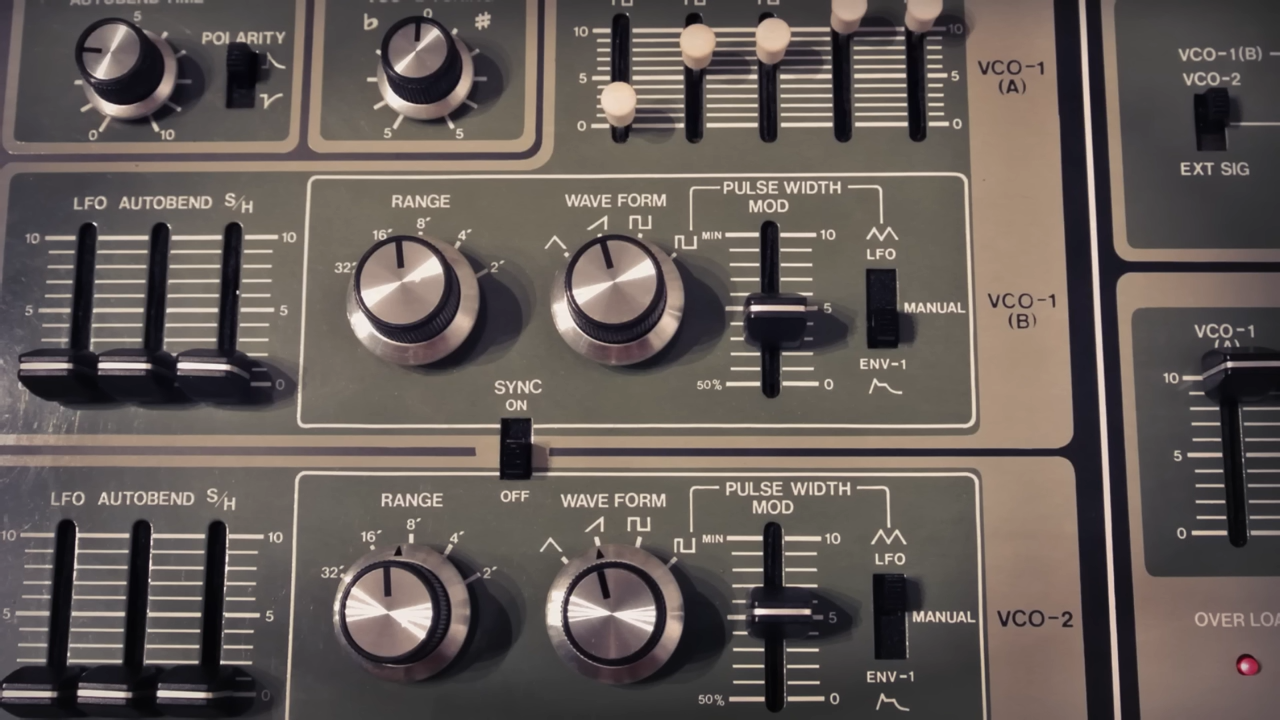 AUTOBEND TIME
5
0 10
POLARITY
♭ 0 ♯
5 5
10 10
5 5
0 0
VCO-1
(A)
VCO-1(B)
VCO-2
EXT SIG
LFO AUTOBEND S/H
10 10
5 5
0
RANGE
32′ 16′ 8′ 4′ 2′
WAVE FORM
PULSE WIDTH
MOD
MIN 10
5
50% 0
LFO
MANUAL
ENV-1
VCO-1
(B)
SYNC
ON
OFF
VCO-1
(A)
10
5
0
LFO AUTOBEND S/H
10 10
5 5
0
RANGE
32′ 16′ 8′ 4′ 2′
WAVE FORM
PULSE WIDTH
MOD
MIN 10
5
50% 0
LFO
MANUAL
ENV-1
VCO-2
OVER LOA